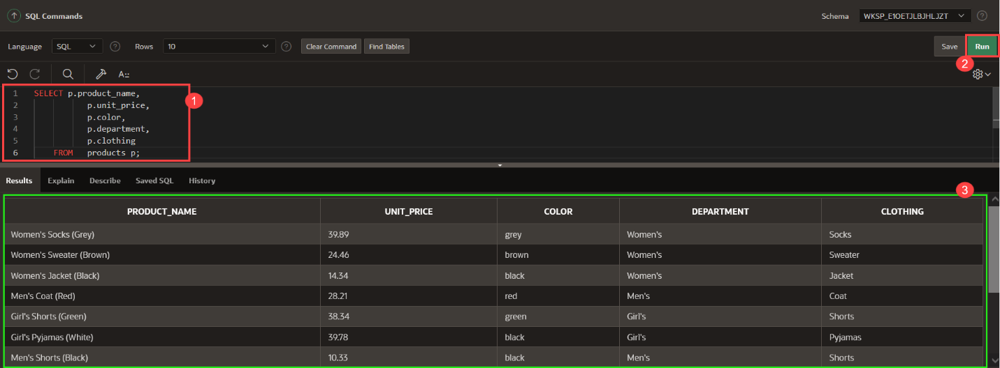 SQL Commands
Schema WKSP_E1OETJLBJHLJZT ?
Language SQL ? Rows 10 ? Clear Command Find Tables Save Run
2
A::
1 SELECT p.product_name,
1
2 p.unit_price,
3 p.color,
4 p.department,
5 p.clothing
6 FROM products p;
Results Explain Describe Saved SQL History
3
PRODUCT_NAME UNIT_PRICE COLOR DEPARTMENT CLOTHING
Women's Socks (Grey) 39.89 grey Women's Socks
Women's Sweater (Brown) 24.46 brown Women's Sweater
Women's Jacket (Black) 14.34 black Women's Jacket
Men's Coat (Red) 28.21 red Men's Coat
Girl's Shorts (Green) 38.34 green Girl's Shorts
Girl's Pyjamas (White) 39.78 black Girl's Pyjamas
Men's Shorts (Black) 10.33 black Men's Shorts